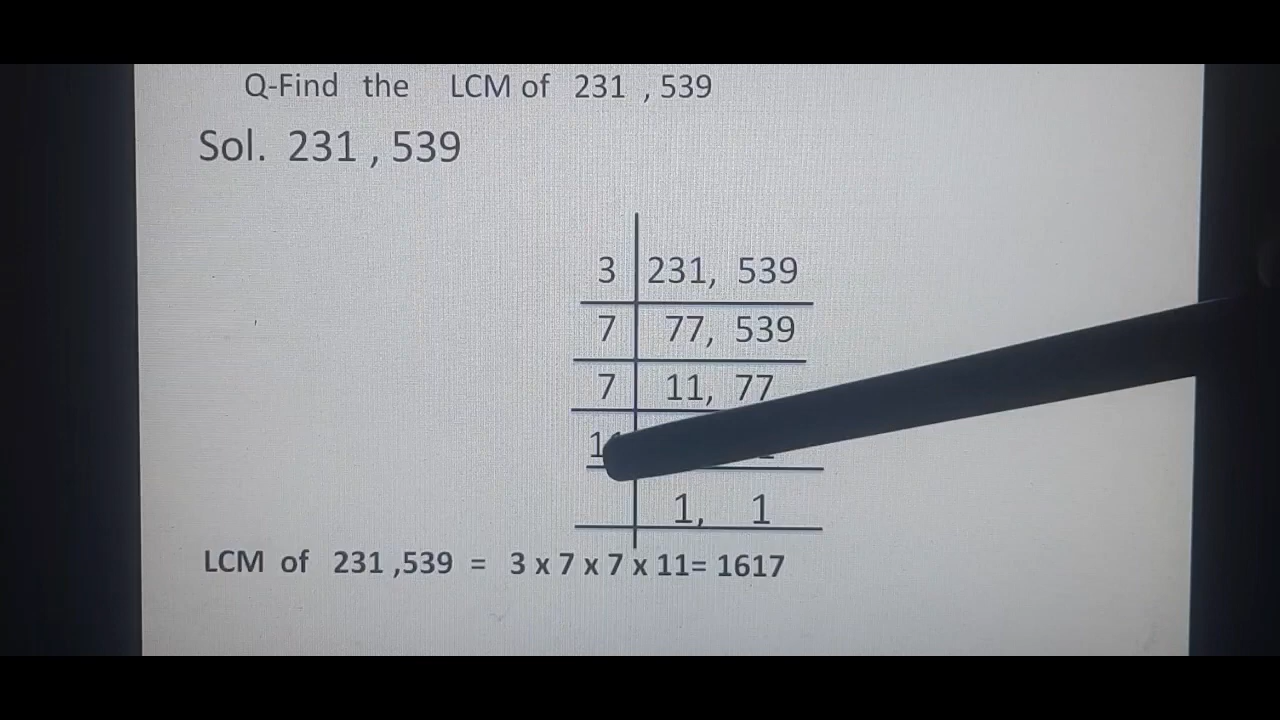 Q-Find the LCM of 231 , 539
Sol. 231 , 539
3 231, 539
7 77, 539
7 11, 77
1, 1
LCM of 231 ,539 = 3 x 7 x 7 x 11= 1617